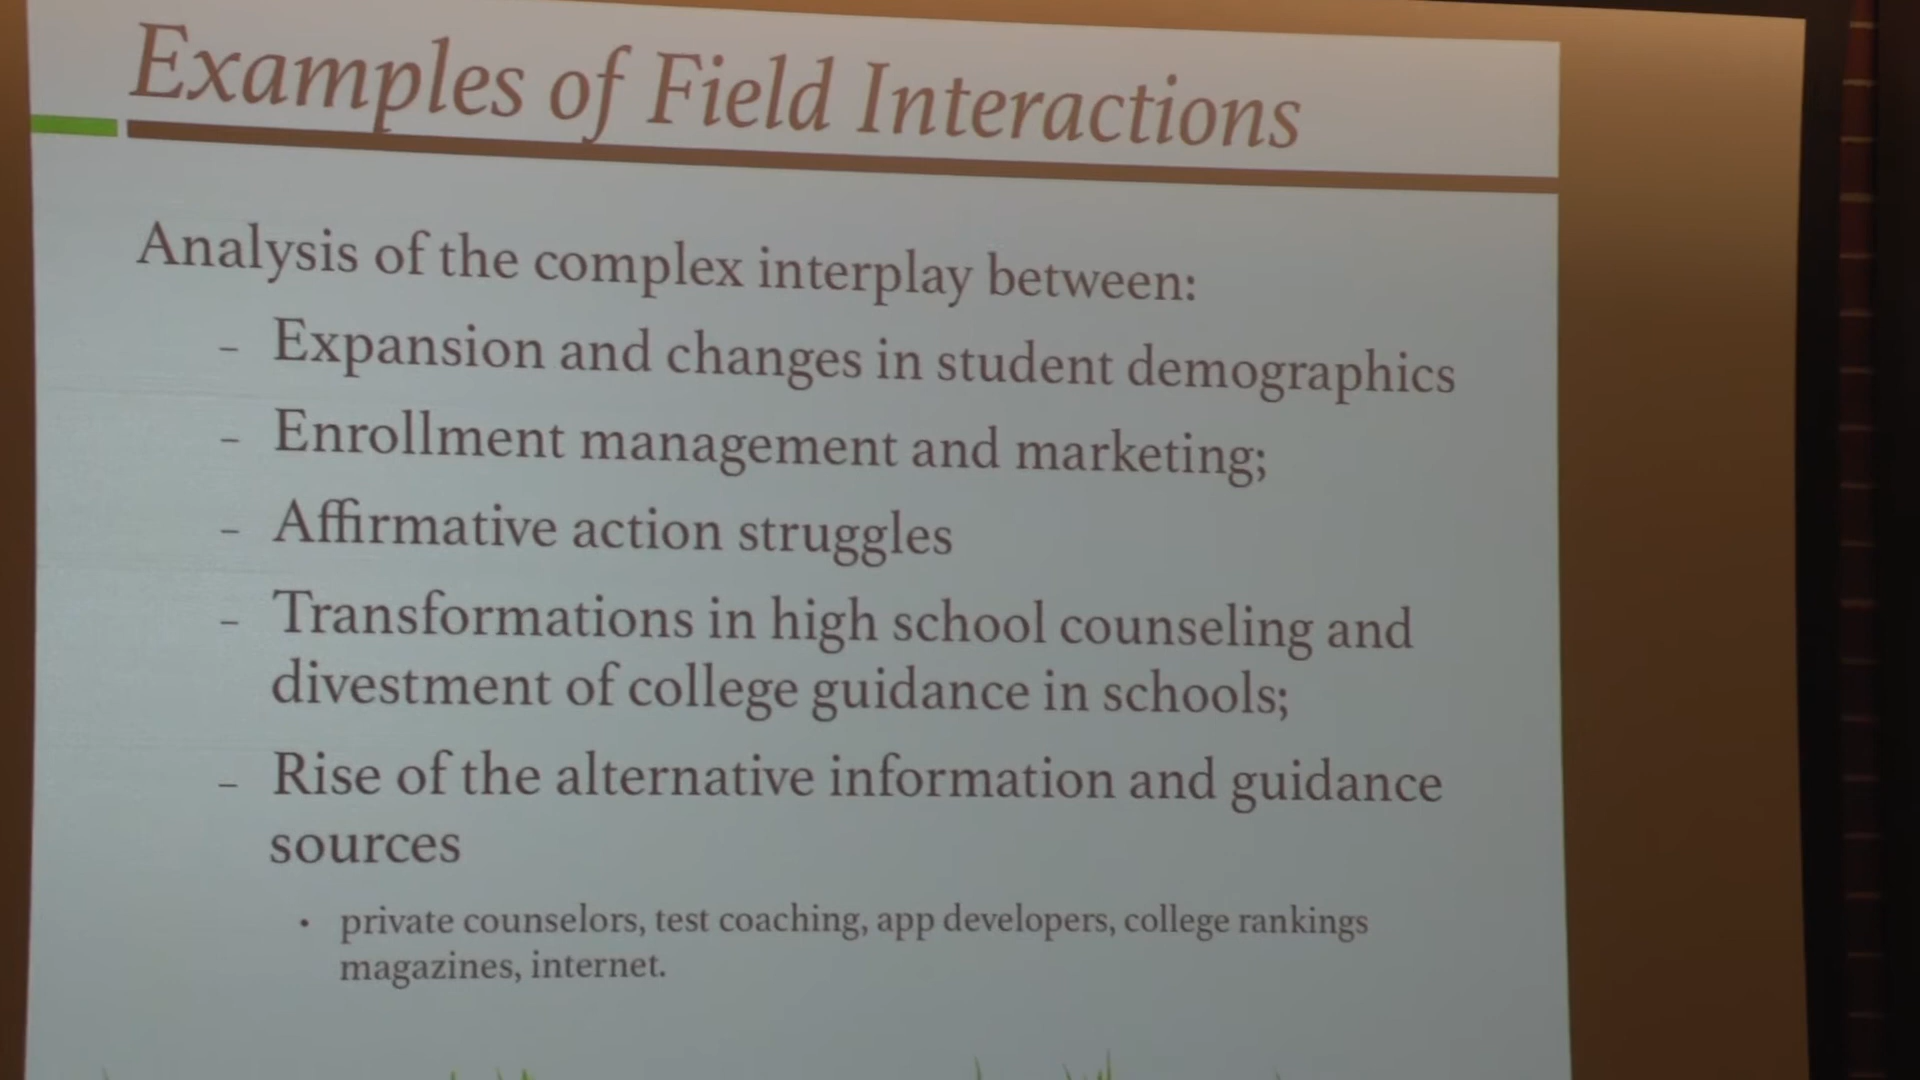 Examples of Field Interactions
Analysis of the complex interplay between:
– Expansion and changes in student demographics
– Enrollment management and marketing;
– Affirmative action struggles
– Transformations in high school counseling and
divestment of college guidance in schools;
– Rise of the alternative information and guidance
sources
• private counselors, test coaching, app developers, college rankings
magazines, internet.